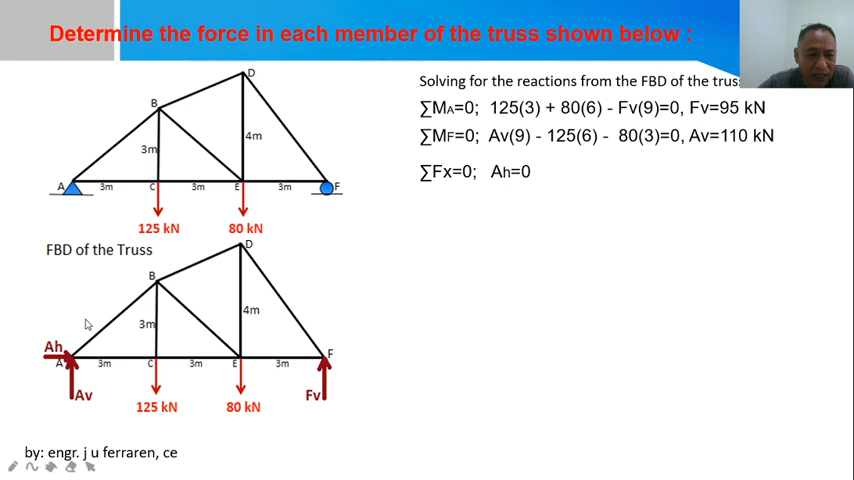 Determine the force in each member of the truss shown below :
D
B
3m
4m
A 3m C 3m E 3m F
125 kN 80 kN
FBD of the Truss
D
B
3m
4m
Ah
A 3m C 3m E 3m F
Av Fv
125 kN 80 kN
by: engr. j u ferraren, ce
Solving for the reactions from the FBD of the
∑MA=0; 125(3) + 80(6) - Fv(9)=0, Fv=95 kN
∑MF=0; Av(9) - 125(6) - 80(3)=0, Av=110 kN
∑Fx=0; Ah=0